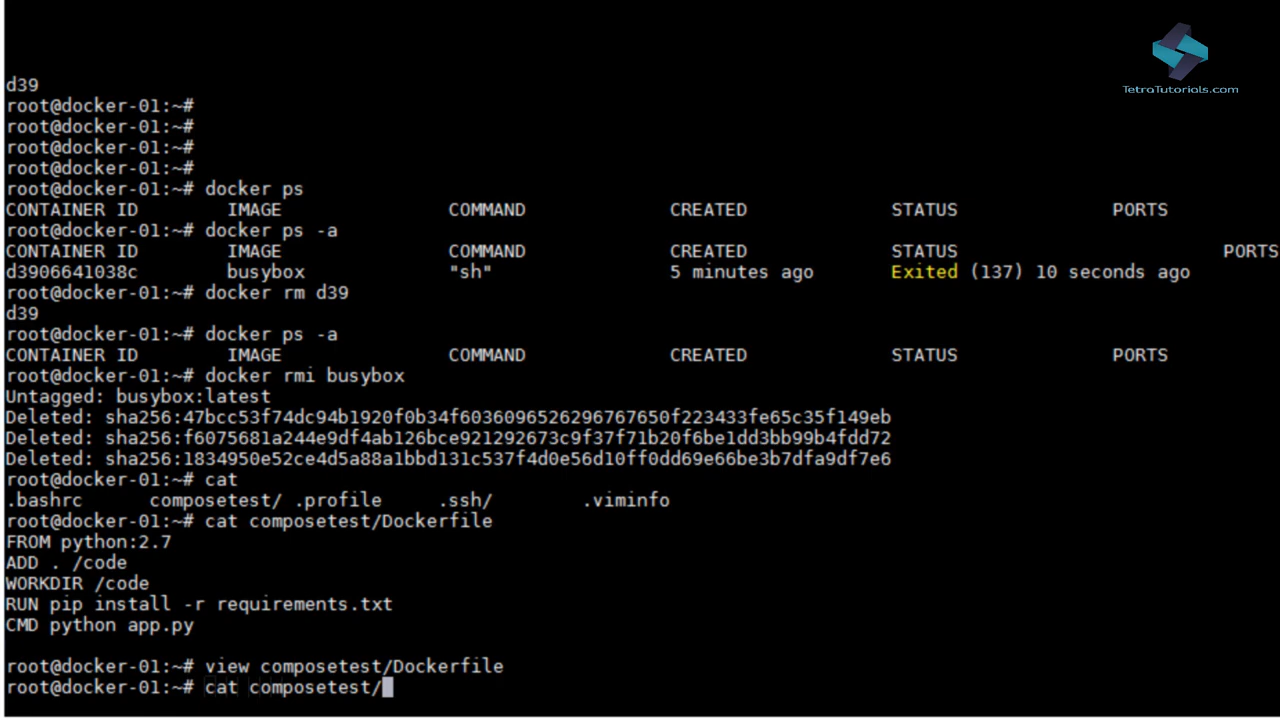 TetraTutorials.com
d39
root@docker-01:~#
root@docker-01:~#
root@docker-01:~#
root@docker-01:~#
root@docker-01:~# docker ps
CONTAINER ID IMAGE COMMAND CREATED STATUS PORTS
root@docker-01:~# docker ps -a
CONTAINER ID IMAGE COMMAND CREATED STATUS PORTS
d3906641038c busybox "sh" 5 minutes ago Exited (137) 10 seconds ago
root@docker-01:~# docker rm d39
d39
root@docker-01:~# docker ps -a
CONTAINER ID IMAGE COMMAND CREATED STATUS PORTS
root@docker-01:~# docker rmi busybox
Untagged: busybox:latest
Deleted: sha256:47bcc53f74dc94b1920f0b34f6036096526296767650f223433fe65c35f149eb
Deleted: sha256:f6075681a244e9df4ab126bce921292673c9f37f71b20f6be1dd3bb99b4fdd72
Deleted: sha256:1834950e52ce4d5a88a1bbd131c537f4d0e56d10ff0dd69e66be3b7dfa9df7e6
root@docker-01:~# cat
.bashrc composetest/ .profile .ssh/ .viminfo
root@docker-01:~# cat composetest/Dockerfile
FROM python:2.7
ADD . /code
WORKDIR /code
RUN pip install -r requirements.txt
CMD python app.py
root@docker-01:~# view composetest/Dockerfile
root@docker-01:~# cat composetest/